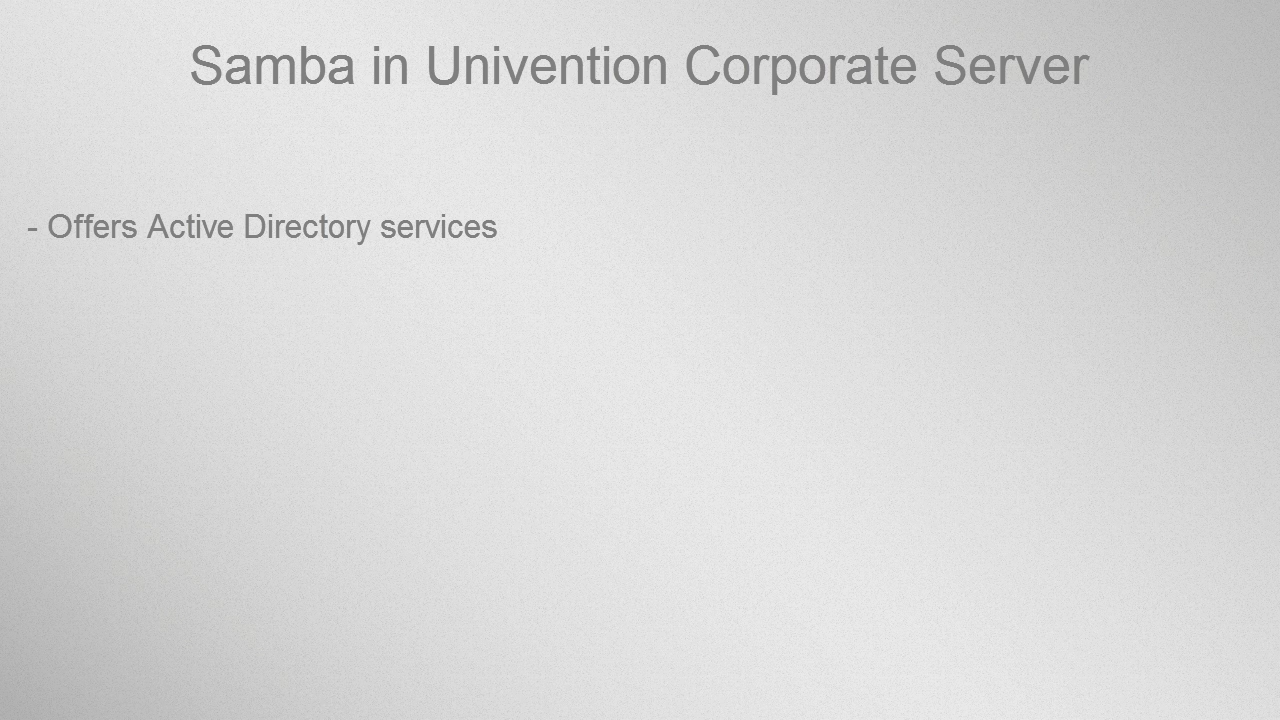 Samba in Univention Corporate Server
- Offers Active Directory services